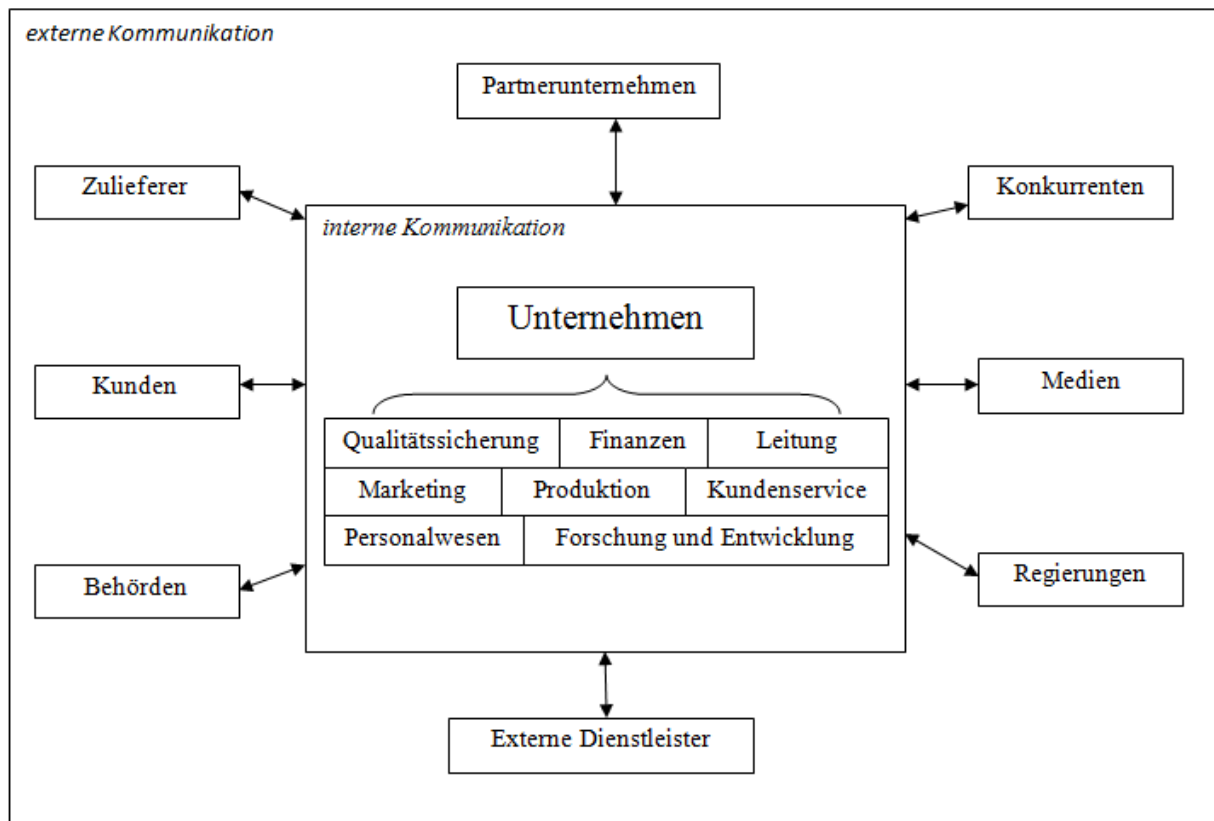 externe Kommunikation
Partnerunternehmen
Zulieferer
Konkurrenten
interne Kommunikation
Unternehmen
Kunden
Medien
Qualitätssicherung
Finanzen
Leitung
Marketing
Produktion
Kundenservice
Personalwesen
Forschung und Entwicklung
Behörden
Regierungen
Externe Dienstleister